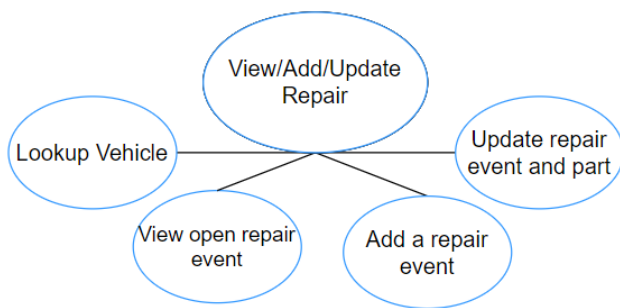 View/Add/Update
Repair
Lookup Vehicle
Update repair
event and part
View open repair
event
Add a repair
event